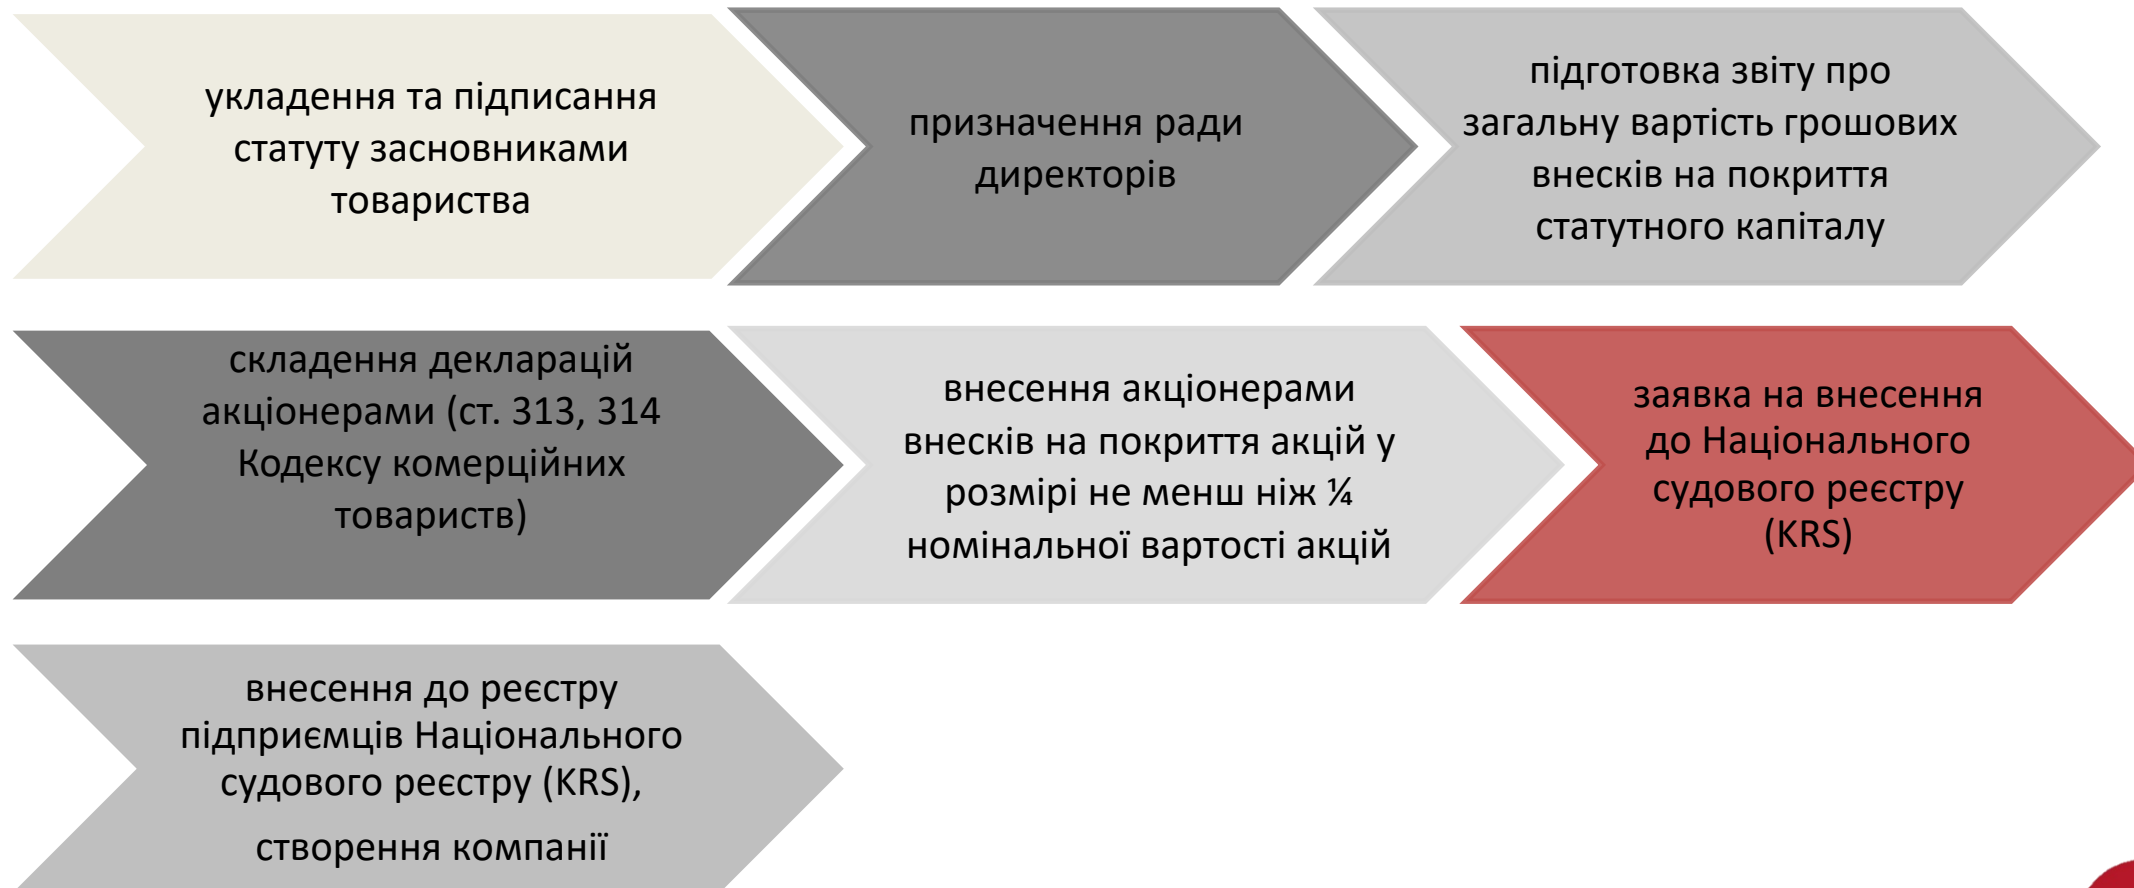 укладення та підписання
статуту засновниками
товариства
призначення ради
директорів
підготовка звіту про
загальну вартість грошових
внесків на покриття
статутного капіталу
складення декларацій
акціонерами (ст. 313, 314
Кодексу комерційних
товариств)
внесення акціонерами
внесків на покриття акцій у
розмірі не менш ніж ¼
номінальної вартості акцій
заявка на внесення
до Національного
судового реєстру
(KRS)
внесення до реєстру
підприємців Національного
судового реєстру (KRS),
створення компанії